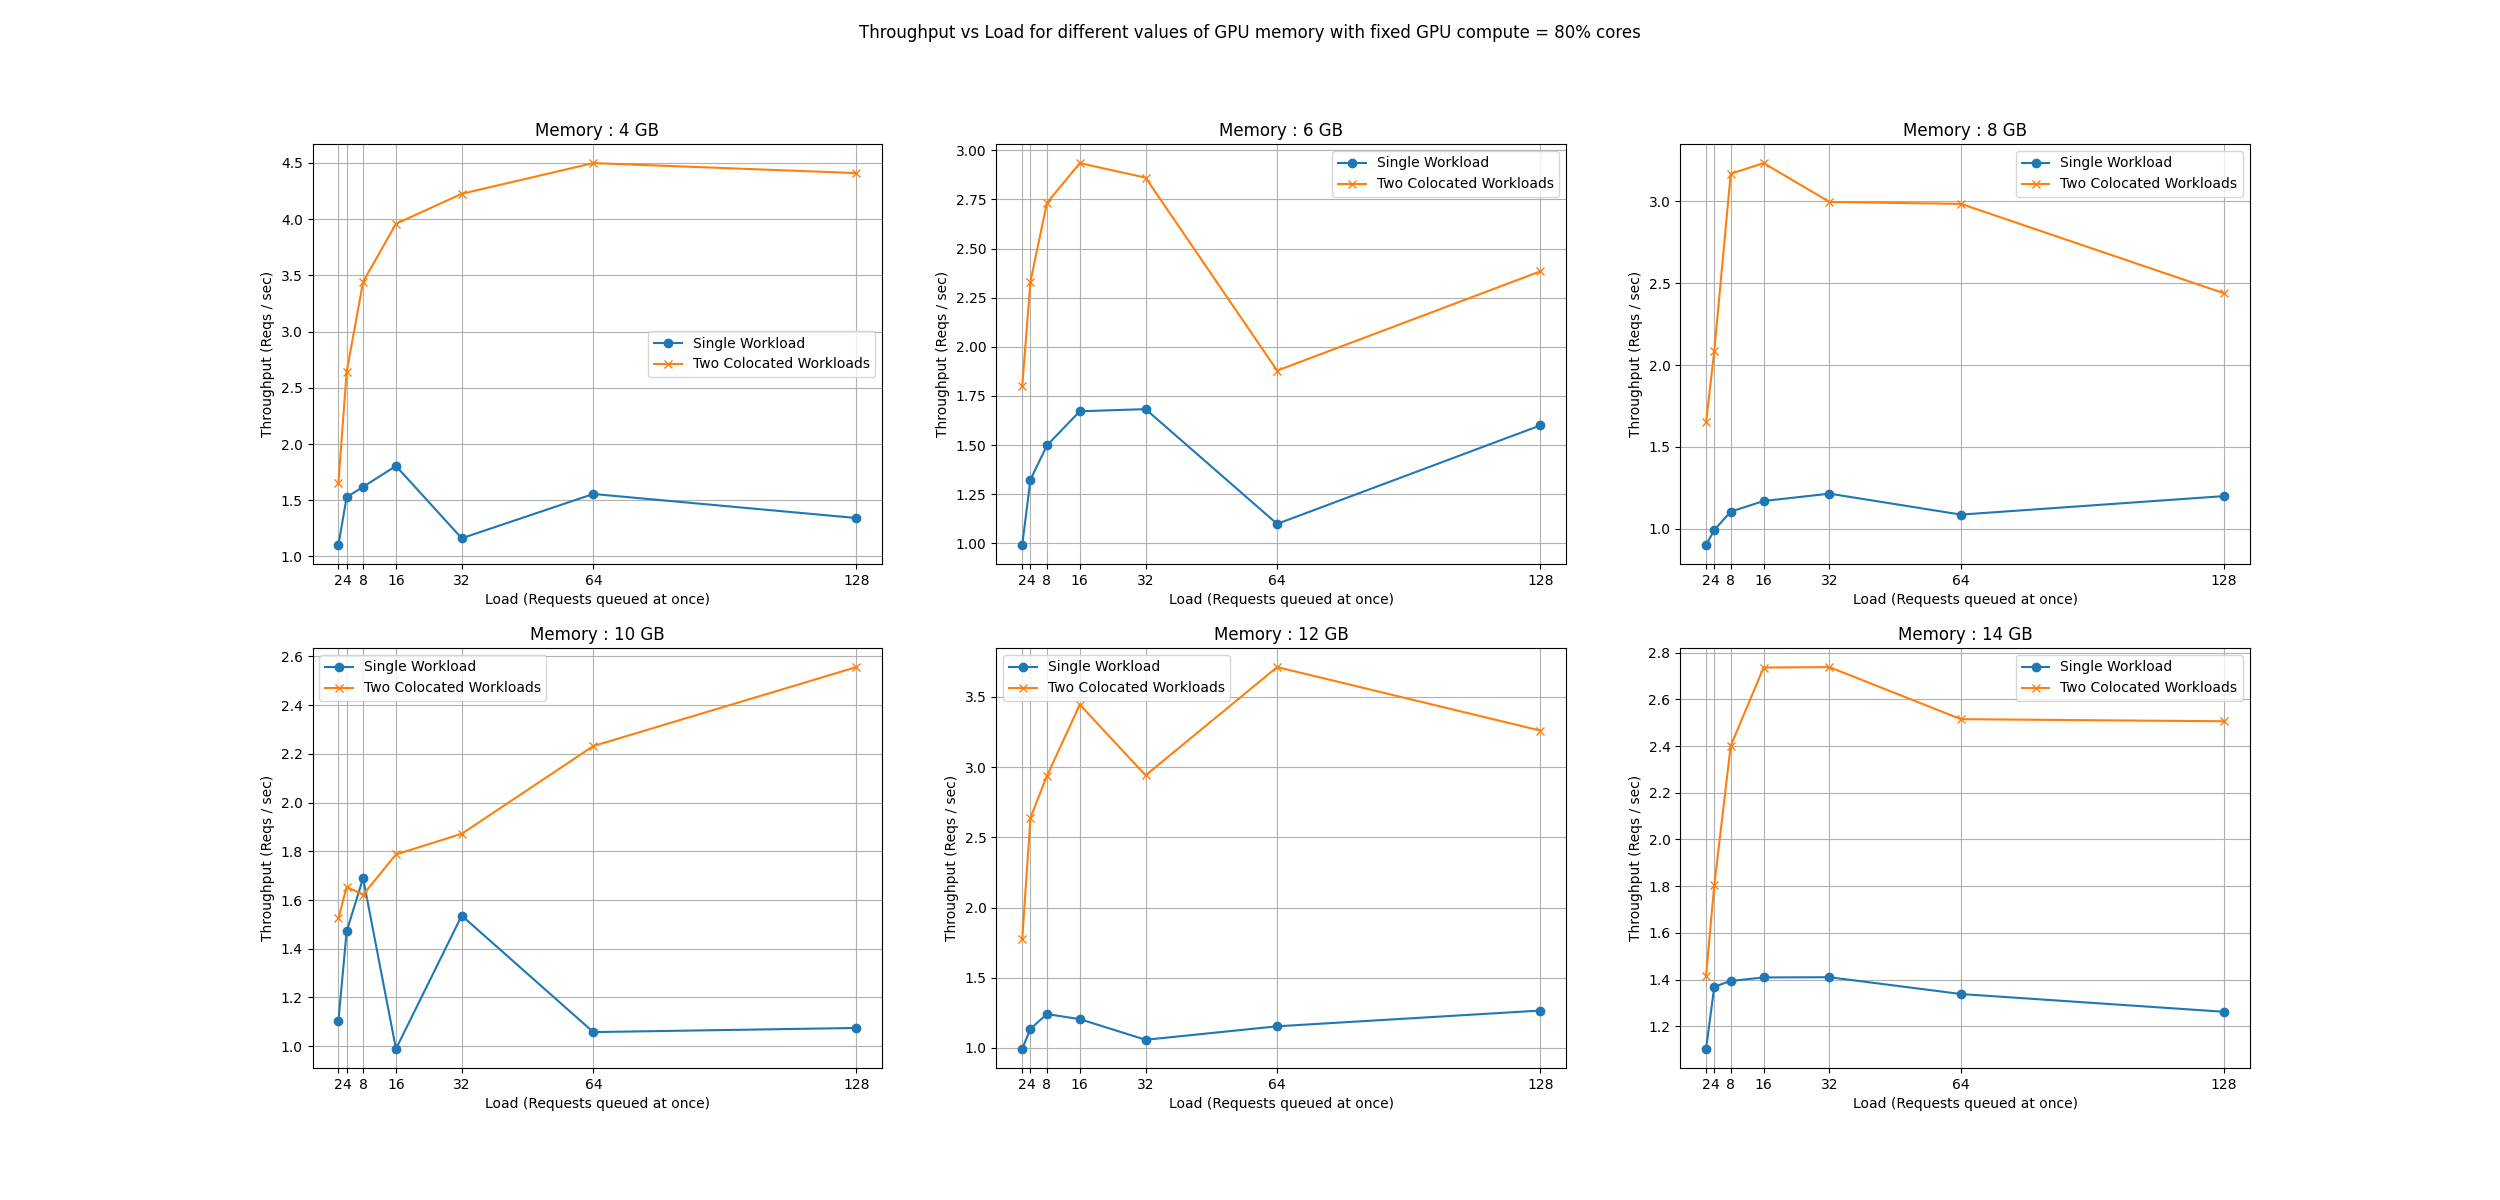 Throughput vs Load for different values of GPU memory with fixed GPU compute = 80% cores
Memory : 4 GB
4.5
4.0
3.5
3.0
2.5
2.0
1.5
1.0
Throughput (Reqs / sec)
Single Workload
Two Colocated Workloads
2 4 8 16 32 64 128
Load (Requests queued at once)
Memory : 6 GB
3.00
2.75
2.50
2.25
2.00
1.75
1.50
1.25
1.00
Throughput (Reqs / sec)
Single Workload
Two Colocated Workloads
2 4 8 16 32 64 128
Load (Requests queued at once)
Memory : 8 GB
3.0
2.5
2.0
1.5
1.0
Throughput (Reqs / sec)
Single Workload
Two Colocated Workloads
2 4 8 16 32 64 128
Load (Requests queued at once)
Memory : 10 GB
2.6
2.4
2.2
2.0
1.8
1.6
1.4
1.2
1.0
Throughput (Reqs / sec)
Single Workload
Two Colocated Workloads
2 4 8 16 32 64 128
Load (Requests queued at once)
Memory : 12 GB
3.5
3.0
2.5
2.0
1.5
1.0
Throughput (Reqs / sec)
Single Workload
Two Colocated Workloads
2 4 8 16 32 64 128
Load (Requests queued at once)
Memory : 14 GB
2.8
2.6
2.4
2.2
2.0
1.8
1.6
1.4
1.2
Throughput (Reqs / sec)
Single Workload
Two Colocated Workloads
2 4 8 16 32 64 128
Load (Requests queued at once)